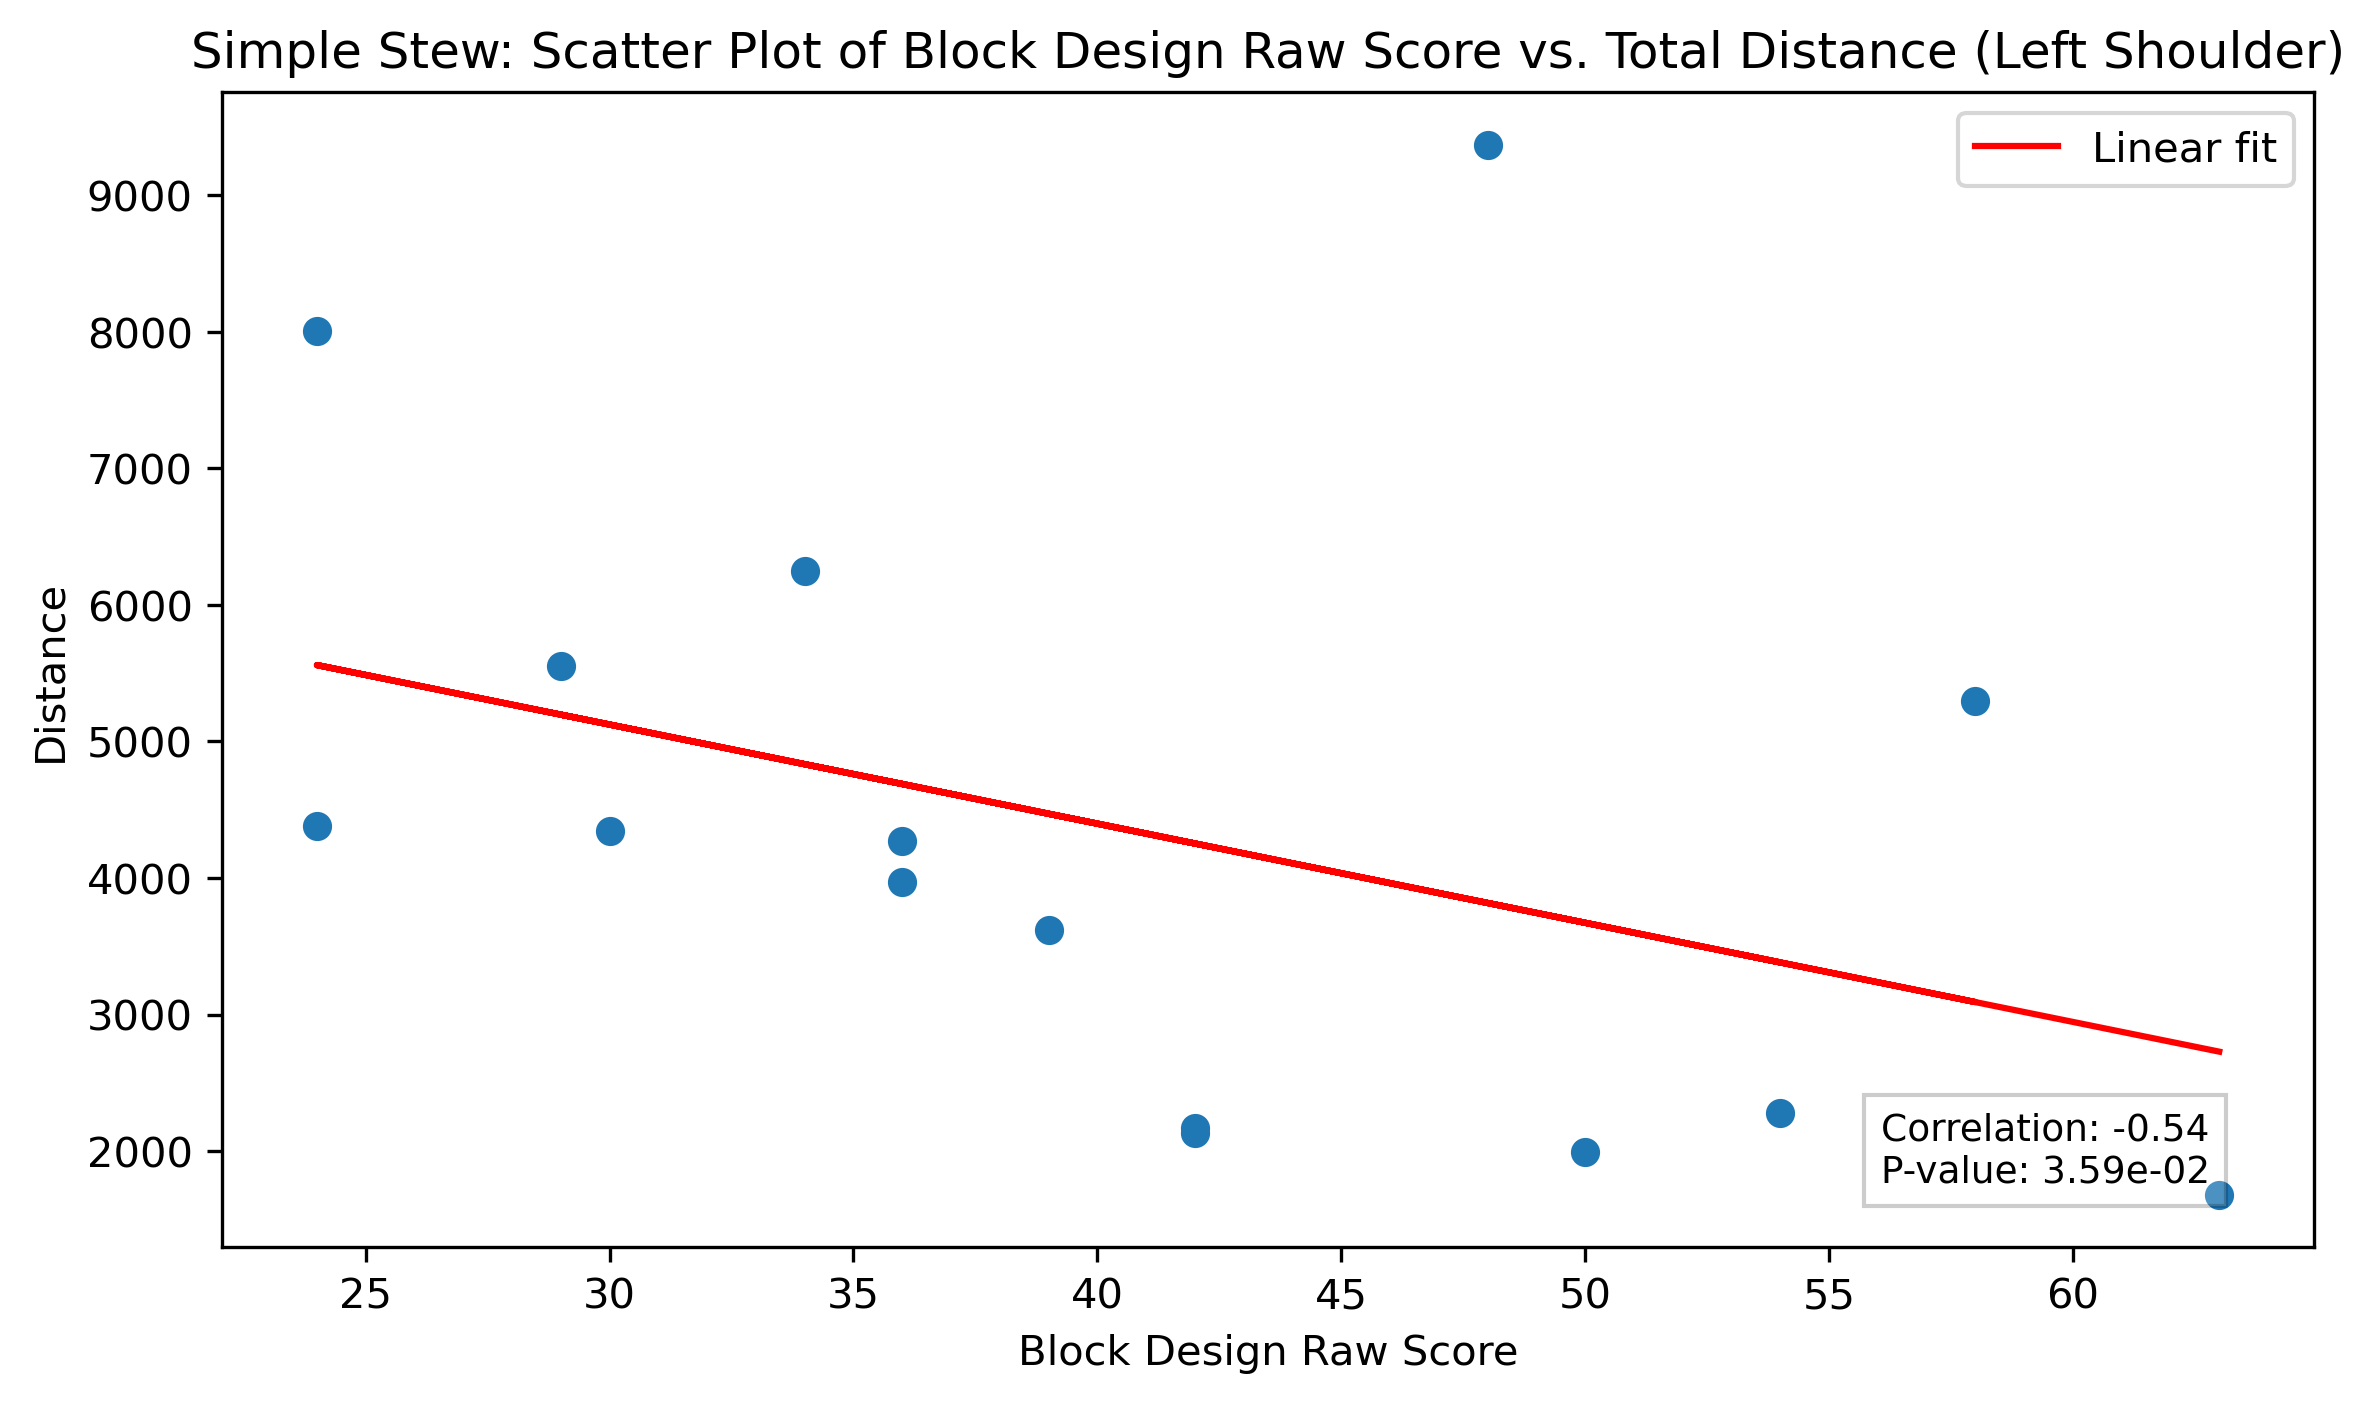 Simple Stew: Scatter Plot of Block Design Raw Score vs. Total Distance (Left Shoulder)
Linear fit
9000
8000
7000
6000
5000
4000
3000
2000
Distance
Correlation: -0.54
P-value: 3.59e-02
25 30 35 40 45 50 55 60
Block Design Raw Score